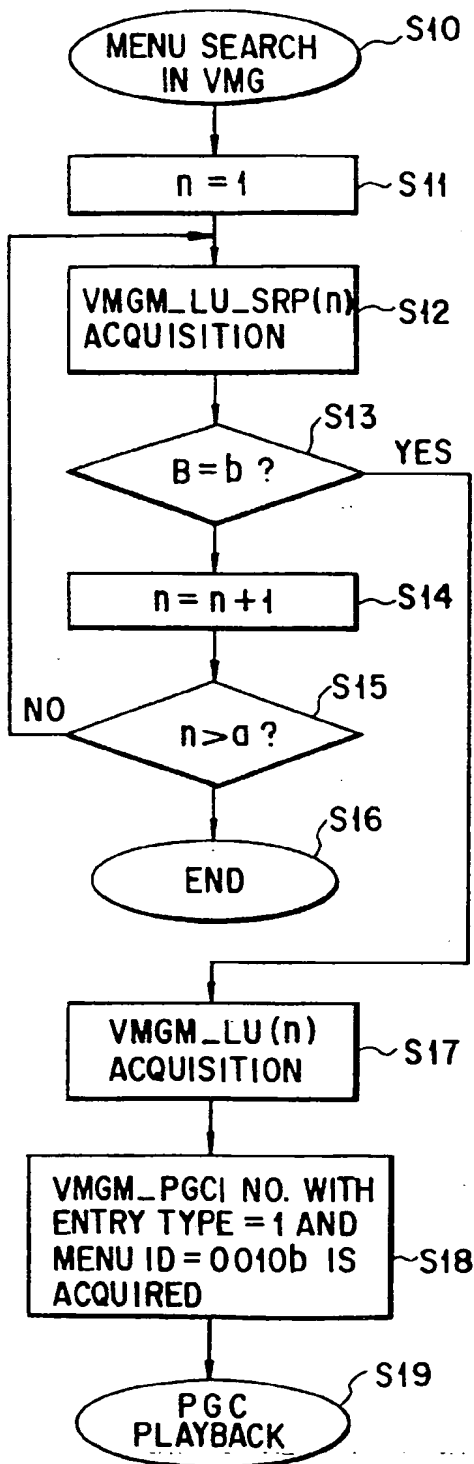 MENU SEARCH
IN VMG
S10
n = 1
S11
VMGM_LU_SRP(n)
ACQUISITION
S12
S13
B = b ?
YES
n = n + 1
S14
S15
NO
n > a ?
S16
END
VMGM_LU(n)
ACQUISITION
S17
VMGM_PGCI NO. WITH
ENTRY TYPE = 1 AND
MENU ID = 0010b IS
ACQUIRED
S18
S19
PGC
PLAYBACK